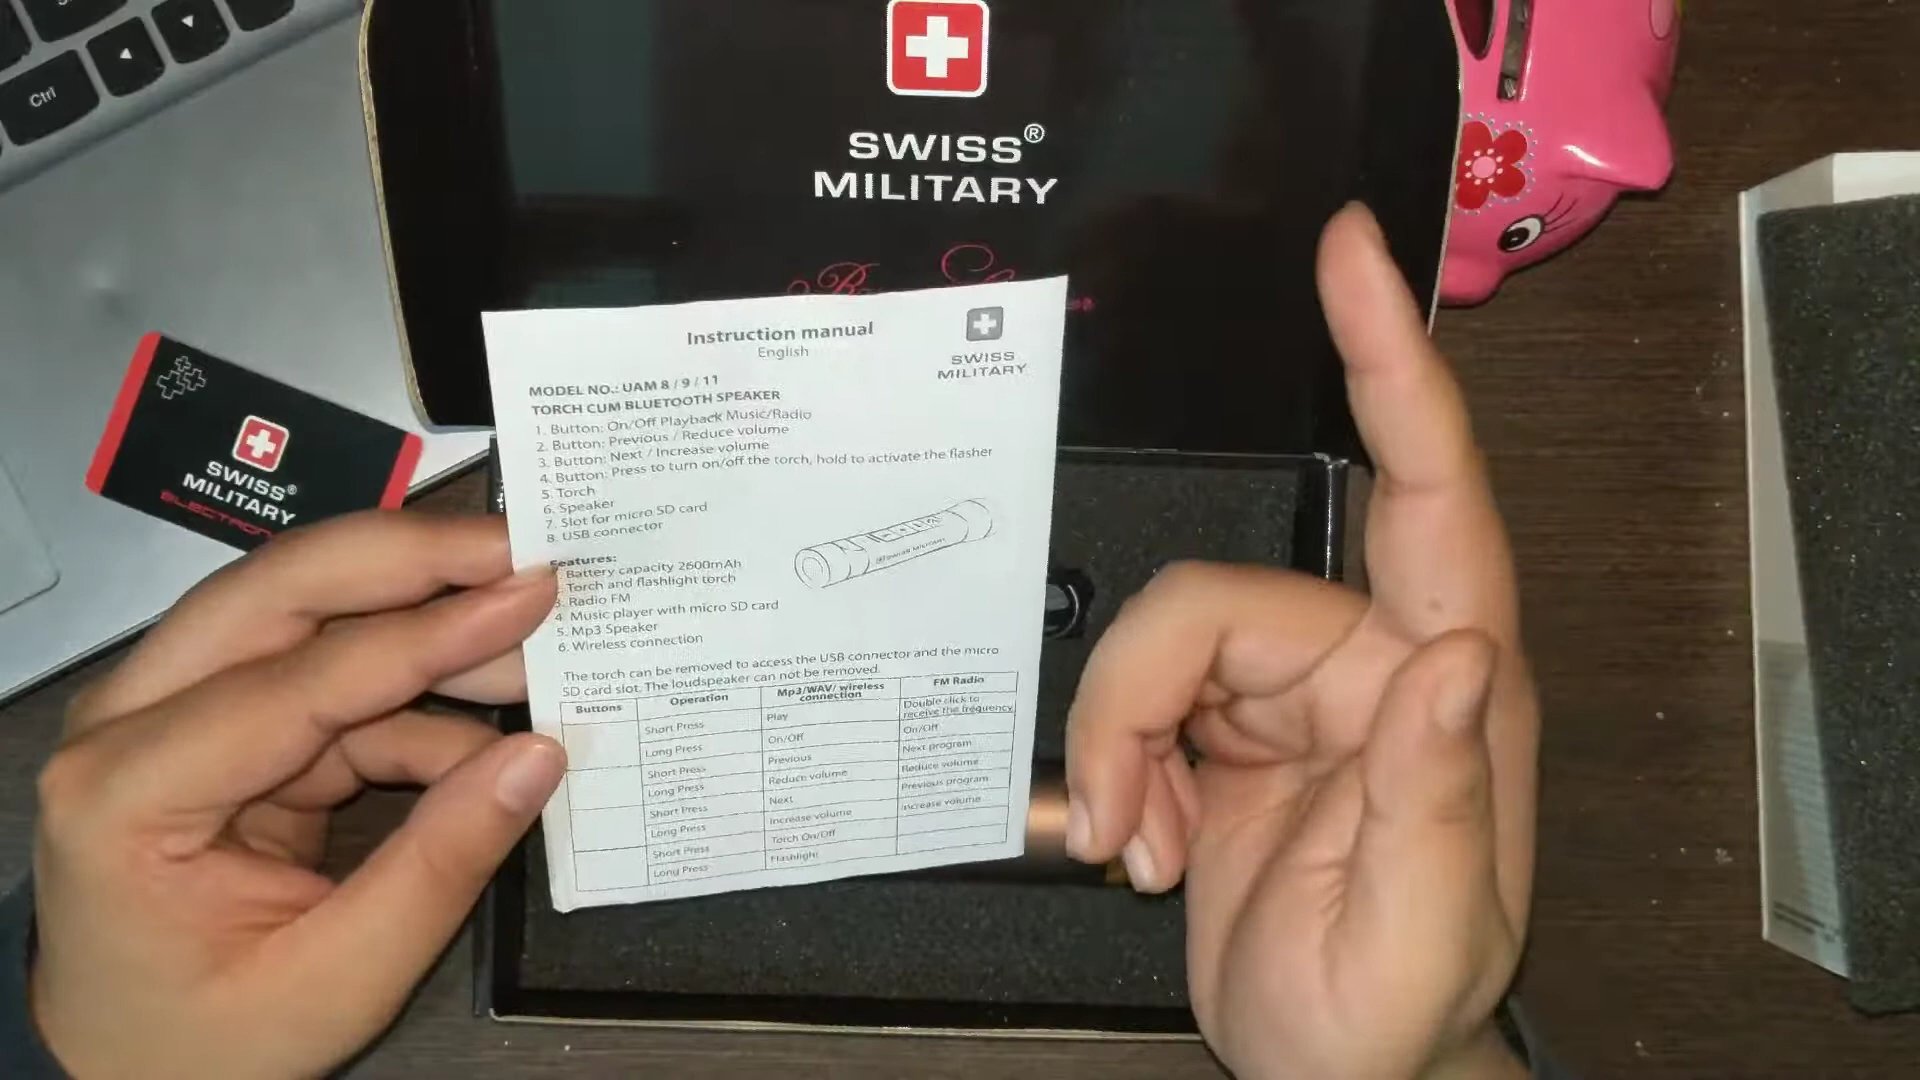 Ctrl
SWISS®
MILITARY
SWISS®
MILITARY
Instruction manual
English
SWISS
MILITARY
MODEL NO.: UAM 8 / 9 / 11
TORCH CUM BLUETOOTH SPEAKER
1. Button: On/Off Playback Music/Radio
2. Button: Previous / Reduce volume
3. Button: Next / Increase volume
4. Button: Press to turn on/off the torch, hold to activate the flasher
5. Torch
6. Speaker
7. Slot for micro SD card
8. USB connector
SWISS MILITARY
Features:
Battery capacity 2600mAh
Torch and flashlight torch
3. Radio FM
4. Music player with micro SD card
5. Mp3 Speaker
6. Wireless connection
The torch can be removed to access the USB connector and the micro
SD card slot. The loudspeaker can not be removed.
Buttons Operation Mp3/WAV/ wireless connection FM Radio
Short Press Play Double click to receive the frequency
Long Press On/Off On/Off
Short Press Previous Next program
Long Press Reduce volume Reduce volume
Short Press Next Previous program
Long Press Increase volume Increase volume
Short Press Torch On/Off
Long Press Flashlight